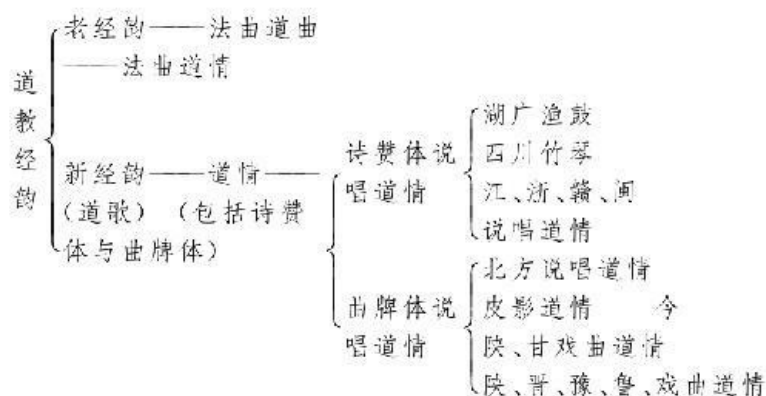 道教经韵
老经韵——法曲道曲
——法曲道情
新经韵——道情——
(道歌) (包括诗赞
体与曲牌体)
诗赞体说
唱道情
湖广渔鼓
四川竹琴
江、浙、赣、闽
说唱道情
曲牌体说
唱道情
北方说唱道情
皮影道情 今
陕、甘戏曲道情
陕、晋、豫、鲁、戏曲道情